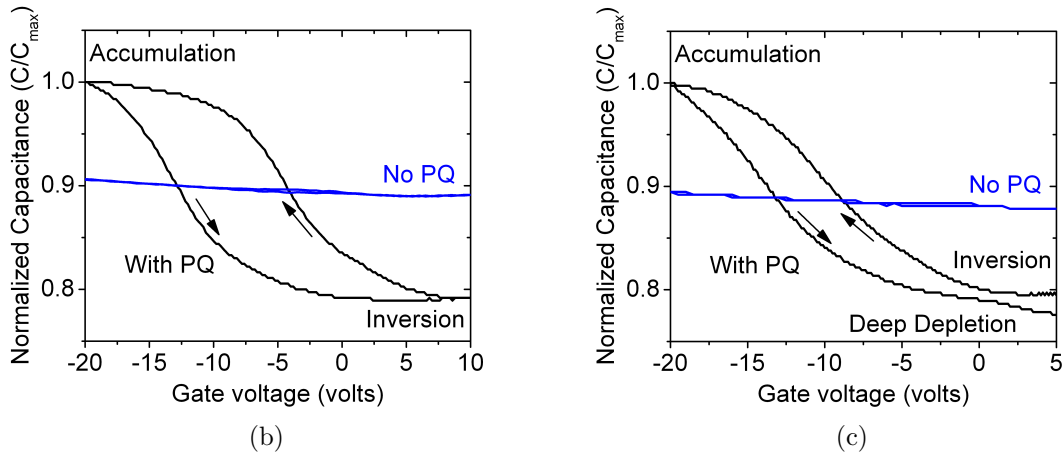 Normalized Capacitance (C/Cmax)
1.0
0.9
0.8
Accumulation
No PQ
With PQ
Inversion
-20 -15 -10 -5 0 5 10
Gate voltage (volts)
(b)
Normalized Capacitance (C/Cmax)
1.0
0.9
0.8
Accumulation
No PQ
With PQ
Inversion
Deep Depletion
-20 -15 -10 -5 0 5
Gate voltage (volts)
(c)